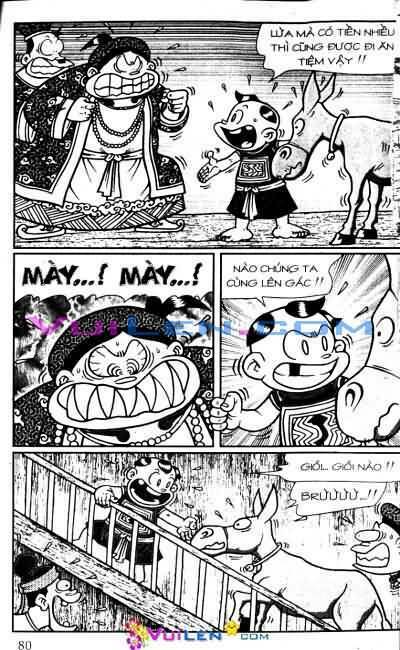 LỪA MÀ CÓ TIỀN NHIỀU
THÌ CŨNG ĐƯỢC ĐI ĂN
TIỆM VẬY !!
MÀY...! MÀY...!
NÀO CHÚNG TA
CÙNG LÊN GÁC !!
VUILEN.COM
GIỎI... GIỎI NÀO !
BRỪỪỪỪ...!!
80
VUILEN
.COM